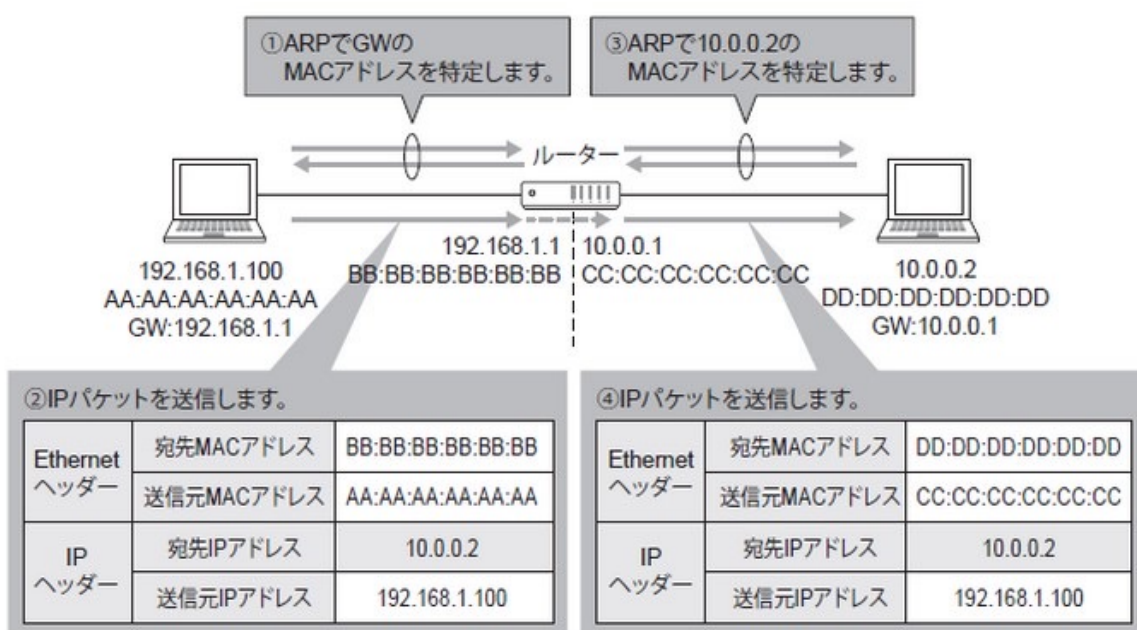 ①ARPでGWの
MACアドレスを特定します。
③ARPで10.0.0.2の
MACアドレスを特定します。
ルーター
192.168.1.100
AA:AA:AA:AA:AA:AA
GW:192.168.1.1
192.168.1.1
BB:BB:BB:BB:BB:BB
10.0.0.1
CC:CC:CC:CC:CC:CC
10.0.0.2
DD:DD:DD:DD:DD:DD
GW:10.0.0.1
②IPパケットを送信します。
Ethernet
ヘッダー
宛先MACアドレス BB:BB:BB:BB:BB:BB
送信元MACアドレス AA:AA:AA:AA:AA:AA
IP
ヘッダー
宛先IPアドレス 10.0.0.2
送信元IPアドレス 192.168.1.100
④IPパケットを送信します。
Ethernet
ヘッダー
宛先MACアドレス DD:DD:DD:DD:DD:DD
送信元MACアドレス CC:CC:CC:CC:CC:CC
IP
ヘッダー
宛先IPアドレス 10.0.0.2
送信元IPアドレス 192.168.1.100